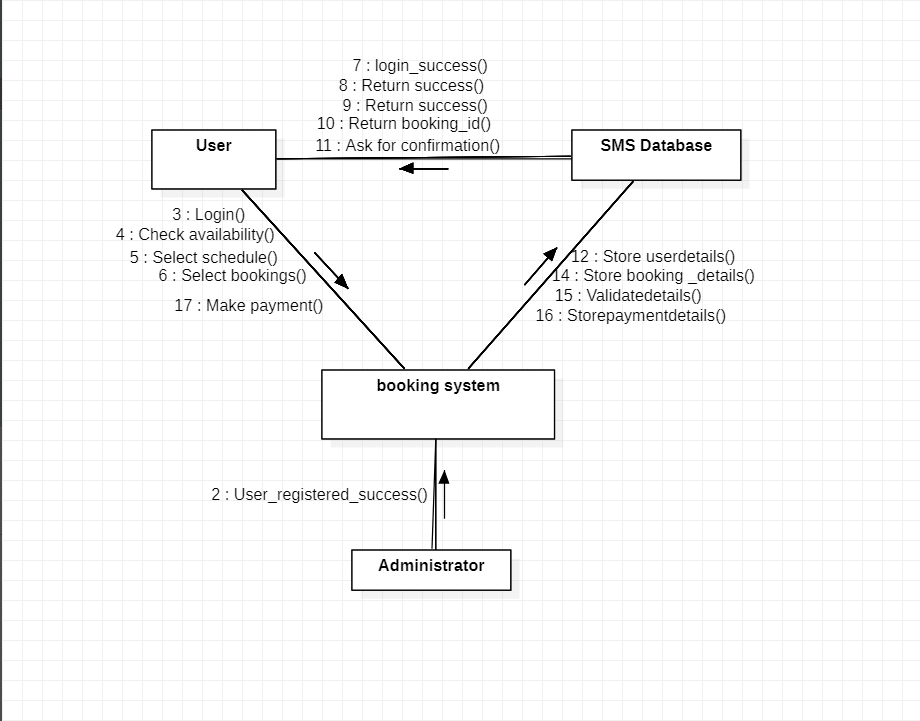 7 : login_success()
8 : Return success()
9 : Return success()
10 : Return booking_id()
11 : Ask for confirmation()
User
SMS Database
3 : Login()
4 : Check availability()
5 : Select schedule()
6 : Select bookings()
17 : Make payment()
12 : Store userdetails()
14 : Store booking _details()
15 : Validatedetails()
16 : Storepaymentdetails()
booking system
2 : User_registered_success()
Administrator